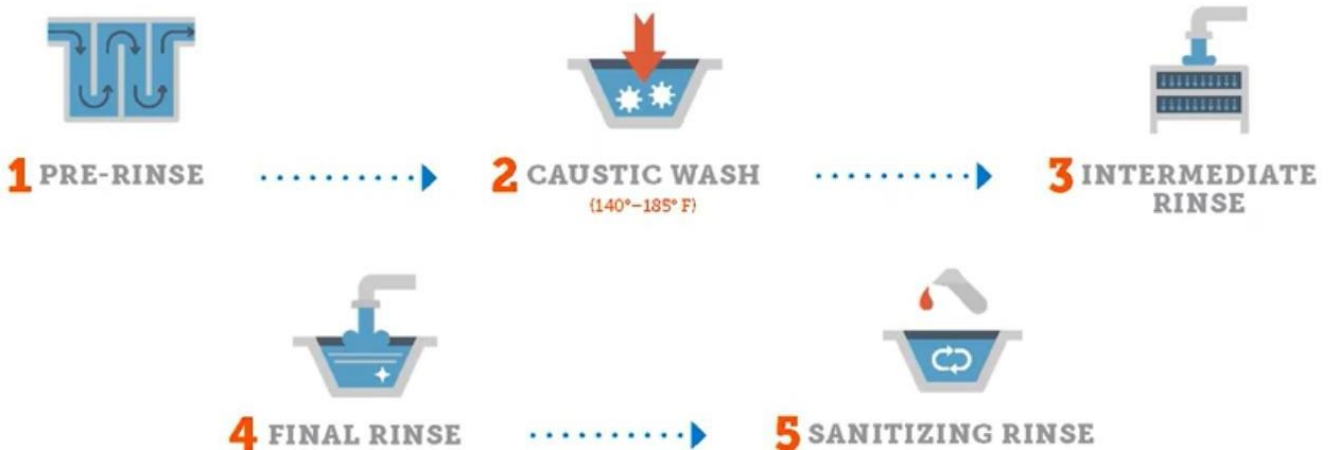 1 PRE-RINSE
2 CAUSTIC WASH
(140°–185° F)
3 INTERMEDIATE
RINSE
4 FINAL RINSE
5 SANITIZING RINSE